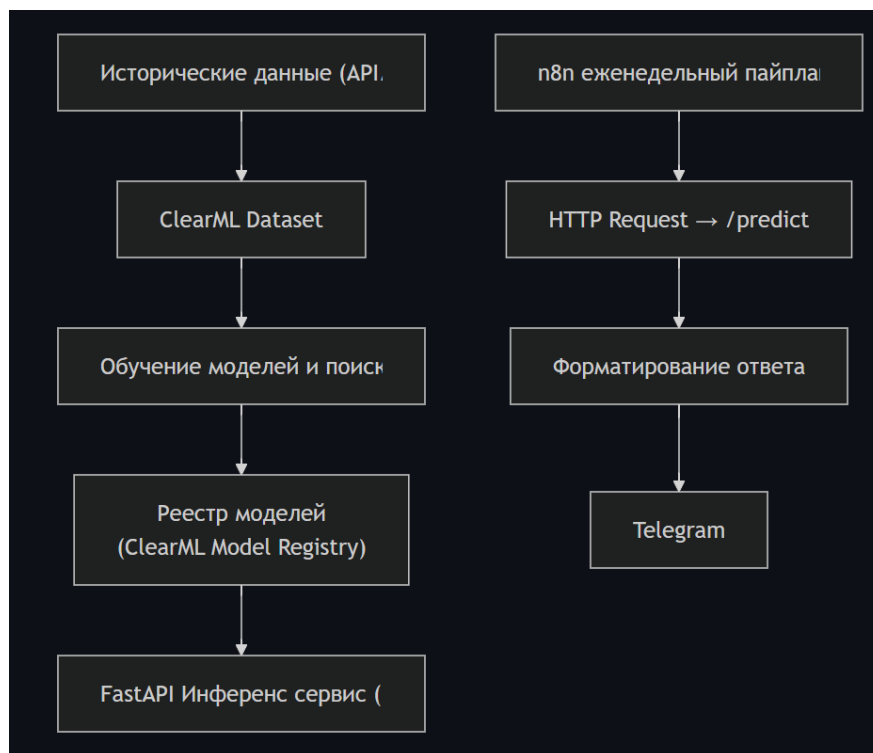 Исторические данные (API
ClearML Dataset
Обучение моделей и поиск
Реестр моделей
(ClearML Model Registry)
FastAPI Инференс сервис (
n8n еженедельный
HTTP Request → /predict
Форматирование ответа
Telegram